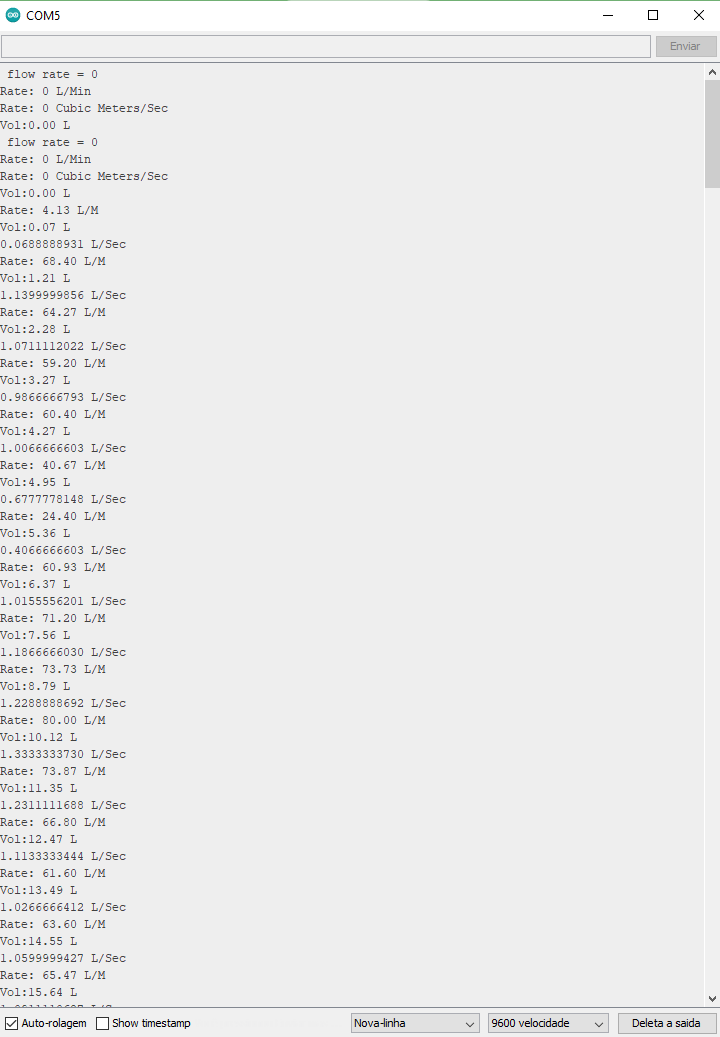 COM5
Enviar
flow rate = 0
Rate: 0 L/Min
Rate: 0 Cubic Meters/Sec
Vol:0.00 L
flow rate = 0
Rate: 0 L/Min
Rate: 0 Cubic Meters/Sec
Vol:0.00 L
Rate: 4.13 L/M
Vol:0.07 L
0.0688888931 L/Sec
Rate: 68.40 L/M
Vol:1.21 L
1.1399999856 L/Sec
Rate: 64.27 L/M
Vol:2.28 L
1.0711112022 L/Sec
Rate: 59.20 L/M
Vol:3.27 L
0.9866666793 L/Sec
Rate: 60.40 L/M
Vol:4.27 L
1.0066666603 L/Sec
Rate: 40.67 L/M
Vol:4.95 L
0.6777778148 L/Sec
Rate: 24.40 L/M
Vol:5.36 L
0.4066666603 L/Sec
Rate: 60.93 L/M
Vol:6.37 L
1.0155556201 L/Sec
Rate: 71.20 L/M
Vol:7.56 L
1.1866666030 L/Sec
Rate: 73.73 L/M
Vol:8.79 L
1.2288888692 L/Sec
Rate: 80.00 L/M
Vol:10.12 L
1.3333333730 L/Sec
Rate: 73.87 L/M
Vol:11.35 L
1.2311111688 L/Sec
Rate: 66.80 L/M
Vol:12.47 L
1.1133333444 L/Sec
Rate: 61.60 L/M
Vol:13.49 L
1.0266666412 L/Sec
Rate: 63.60 L/M
Vol:14.55 L
1.0599999427 L/Sec
Rate: 65.47 L/M
Vol:15.64 L
Auto-rolagem
Show timestamp
Nova-linha
9600 velocidade
Deleta a saida